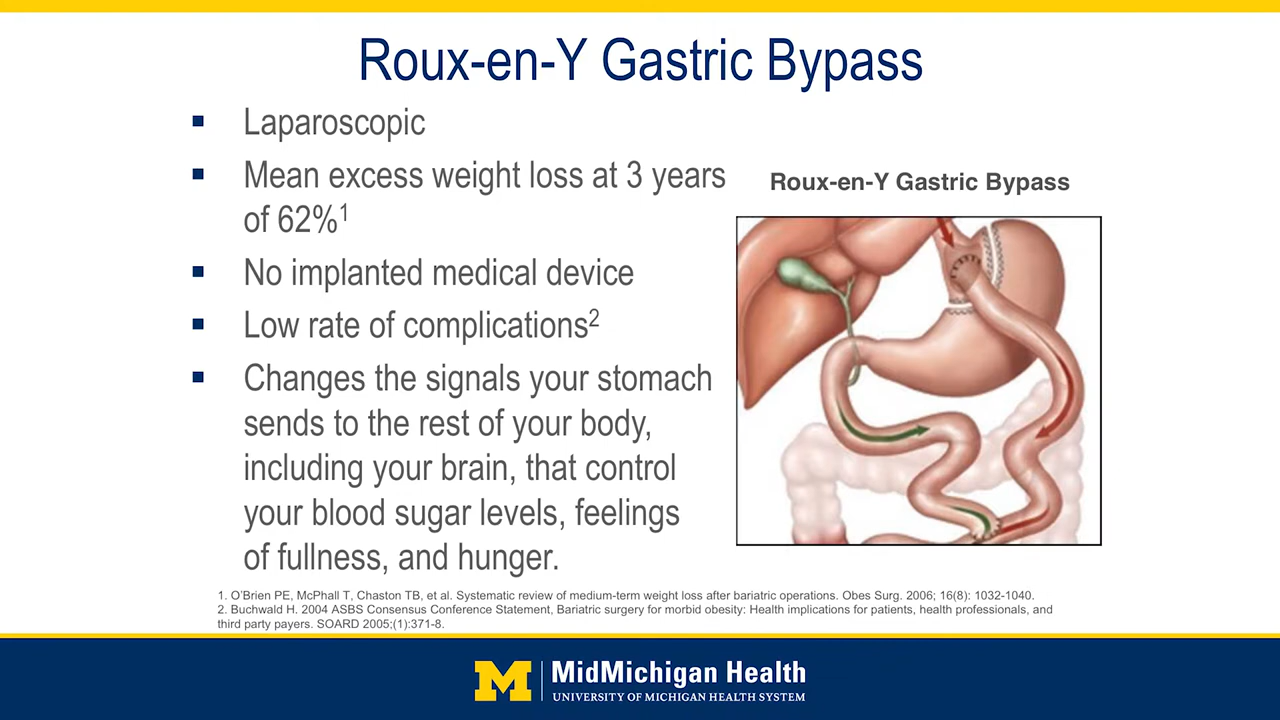 Roux-en-Y Gastric Bypass
▪ Laparoscopic
▪ Mean excess weight loss at 3 years
of 62%1
▪ No implanted medical device
▪ Low rate of complications2
▪ Changes the signals your stomach
sends to the rest of your body,
including your brain, that control
your blood sugar levels, feelings
of fullness, and hunger.
Roux-en-Y Gastric Bypass
1. O'Brien PE, McPhall T, Chaston TB, et al. Systematic review of medium-term weight loss after bariatric operations. Obes Surg. 2006; 16(8): 1032-1040.
2. Buchwald H. 2004 ASBS Consensus Conference Statement, Bariatric surgery for morbid obesity: Health implications for patients, health professionals, and
third party payers. SOARD 2005;(1):371-8.
M
MidMichigan Health
UNIVERSITY OF MICHIGAN HEALTH SYSTEM